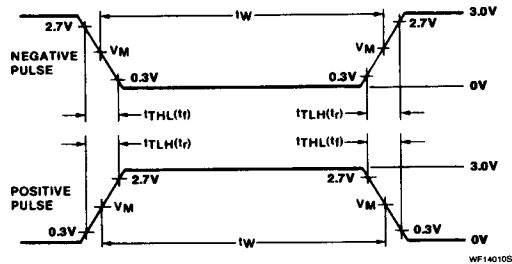 tW
3.0V
2.7V
2.7V
NEGATIVE
PULSE
VM
VM
0.3V
0.3V
0V
tTHL(tf)
tTLH(tr)
tTLH(tr)
tTHL(tf)
3.0V
2.7V
2.7V
POSITIVE
PULSE
VM
VM
0.3V
0.3V
0V
tW
WF14010S